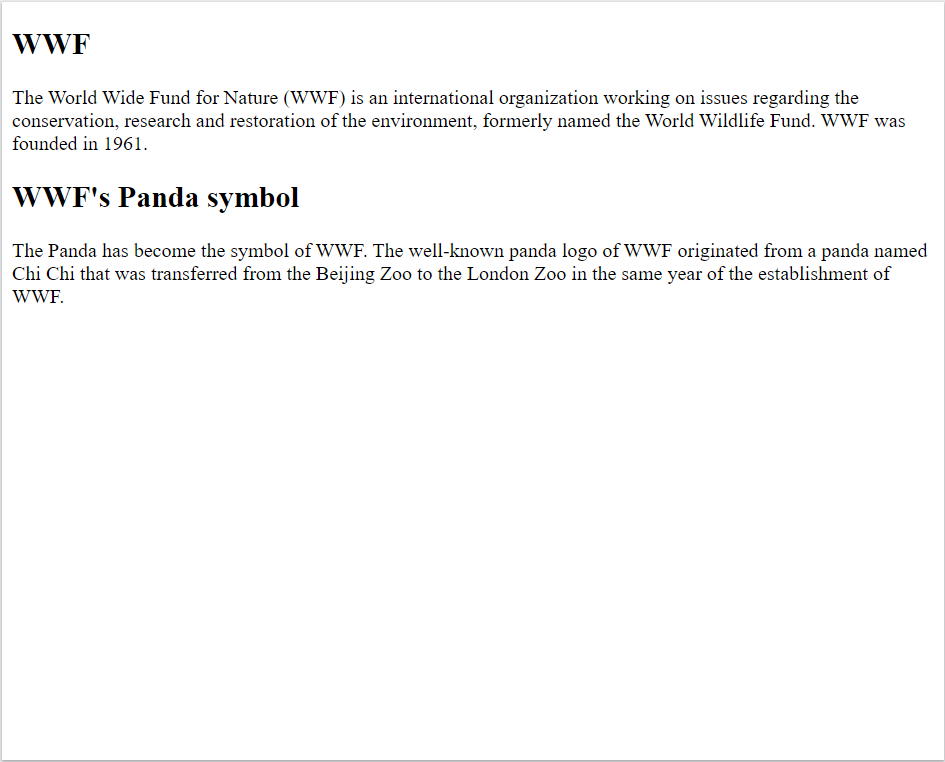 WWF
The World Wide Fund for Nature (WWF) is an international organization working on issues regarding the
conservation, research and restoration of the environment, formerly named the World Wildlife Fund. WWF was
founded in 1961.
WWF's Panda symbol
The Panda has become the symbol of WWF. The well-known panda logo of WWF originated from a panda named
Chi Chi that was transferred from the Beijing Zoo to the London Zoo in the same year of the establishment of
WWF.